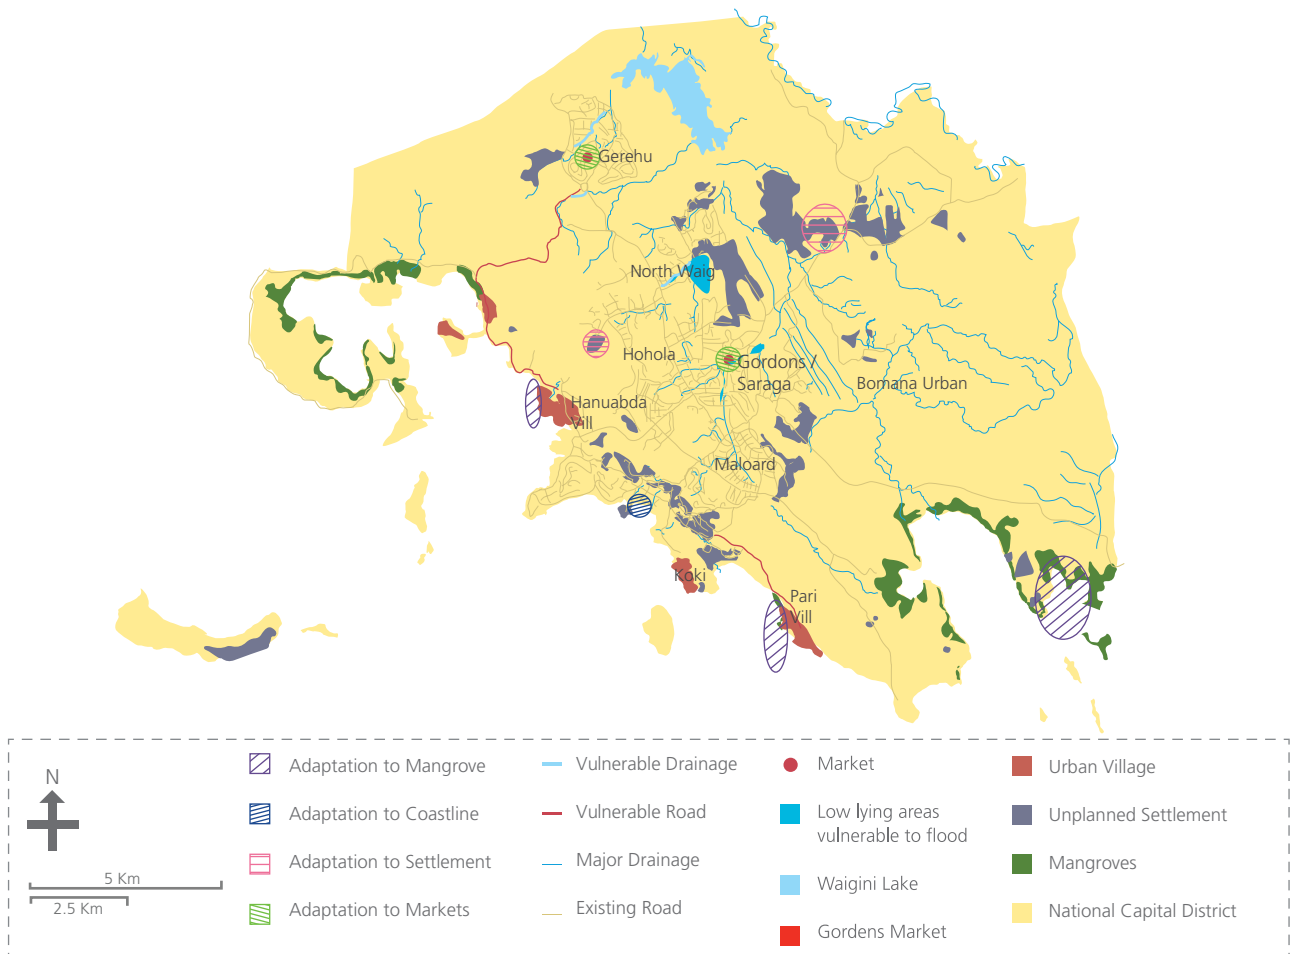 Gerehu
North Waig
Hohola
Gordons /
Saraga
Bomana Urban
Hanuabda
Vill
Maloard
Koki
Pari
Vill
N
5 Km
2.5 Km
Adaptation to Mangrove
Adaptation to Coastline
Adaptation to Settlement
Adaptation to Markets
Vulnerable Drainage
Vulnerable Road
Major Drainage
Existing Road
Market
Low lying areas
vulnerable to flood
Waigini Lake
Gordens Market
Urban Village
Unplanned Settlement
Mangroves
National Capital District